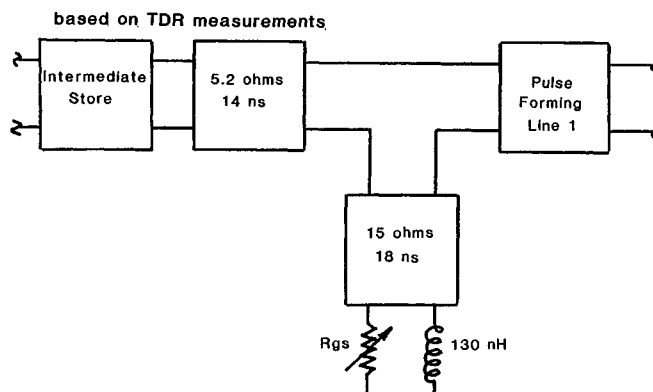 based on TDR measurements
Intermediate
Store
5.2 ohms
14 ns
Pulse
Forming
Line 1
15 ohms
18 ns
Rgs
130 nH